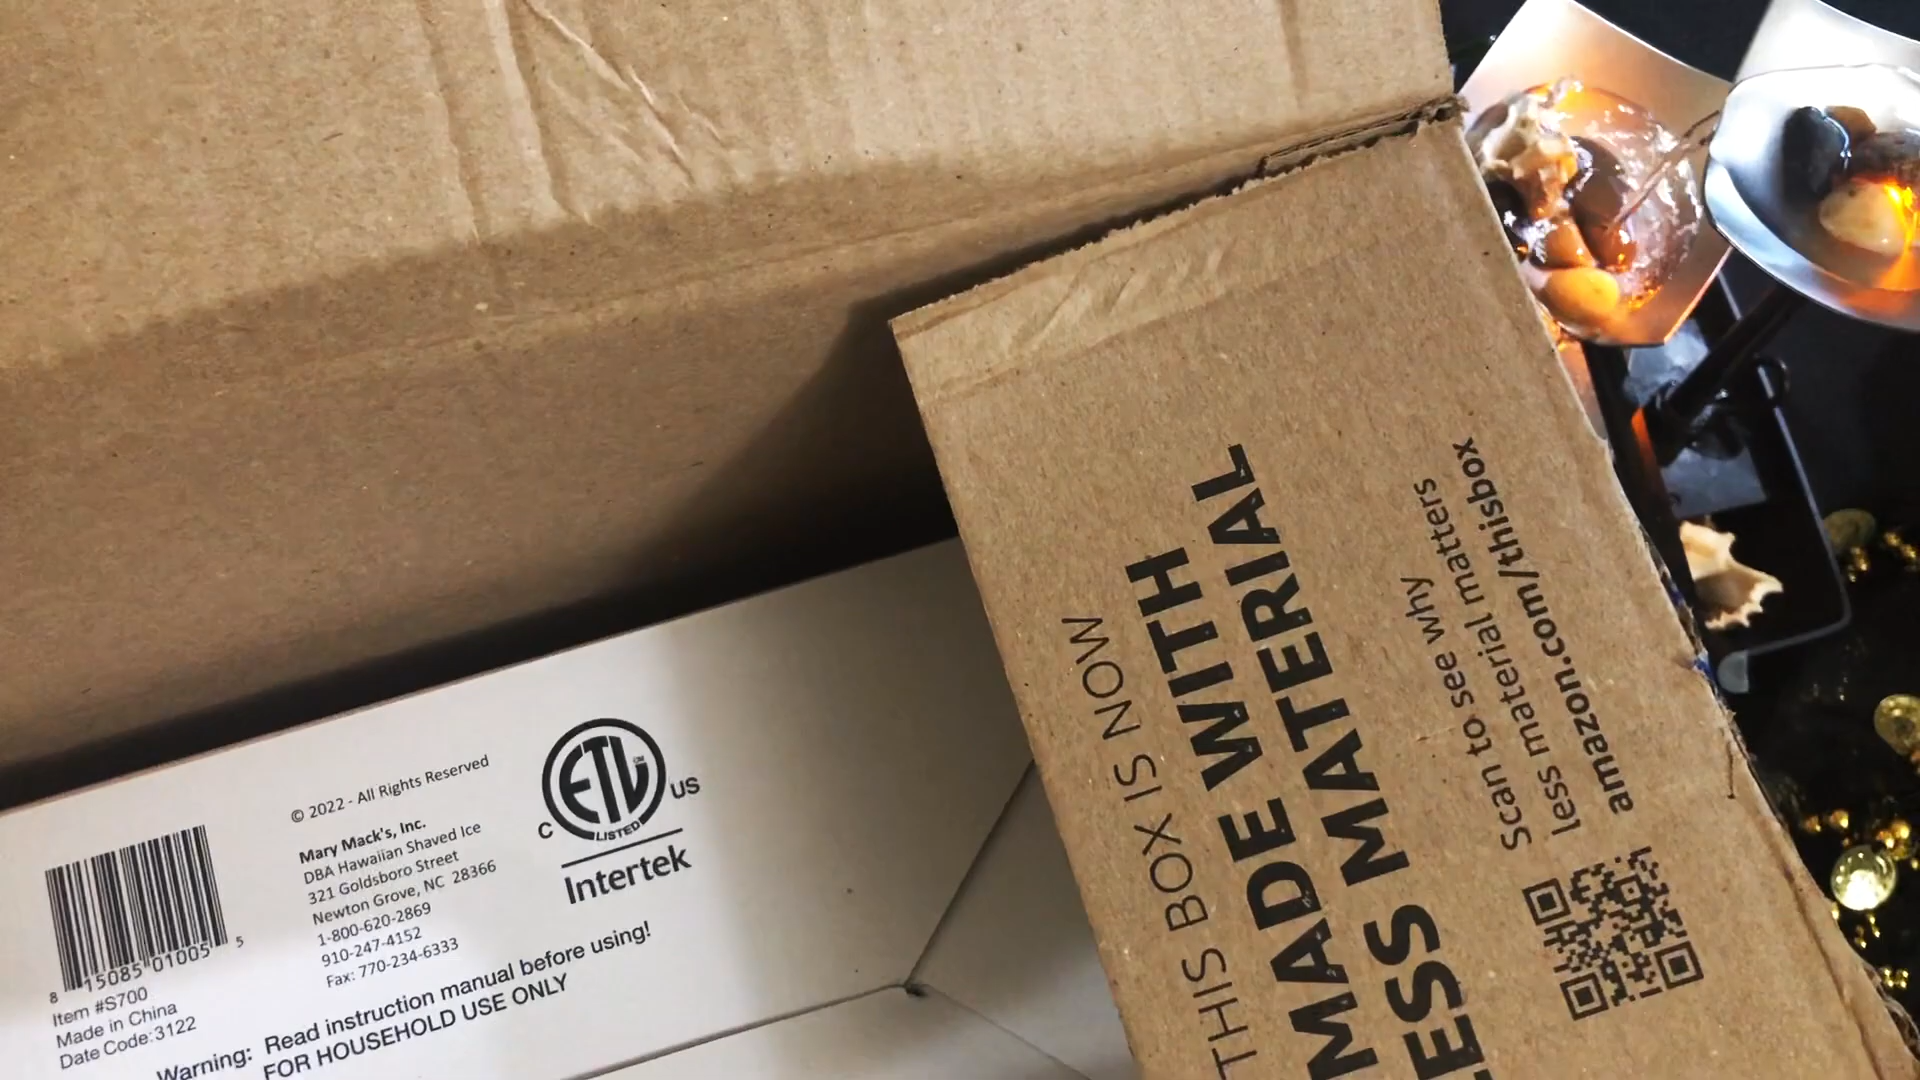 © 2022 - All Rights Reserved
Mary Mack's, Inc.
DBA Hawaiian Shaved Ice
321 Goldsboro Street
Newton Grove, NC 28366
1-800-620-2869
910-247-4152
Fax: 770-234-6333
ETL
CM
LISTED
C
US
Intertek
8 15085 01005 5
Item #S700
Made in China
Date Code:3122
Warning: Read instruction manual before using!
FOR HOUSEHOLD USE ONLY
THIS BOX IS NOW
MADE WITH
LESS MATERIAL
Scan to see why
less material matters
amazon.com/thisbox